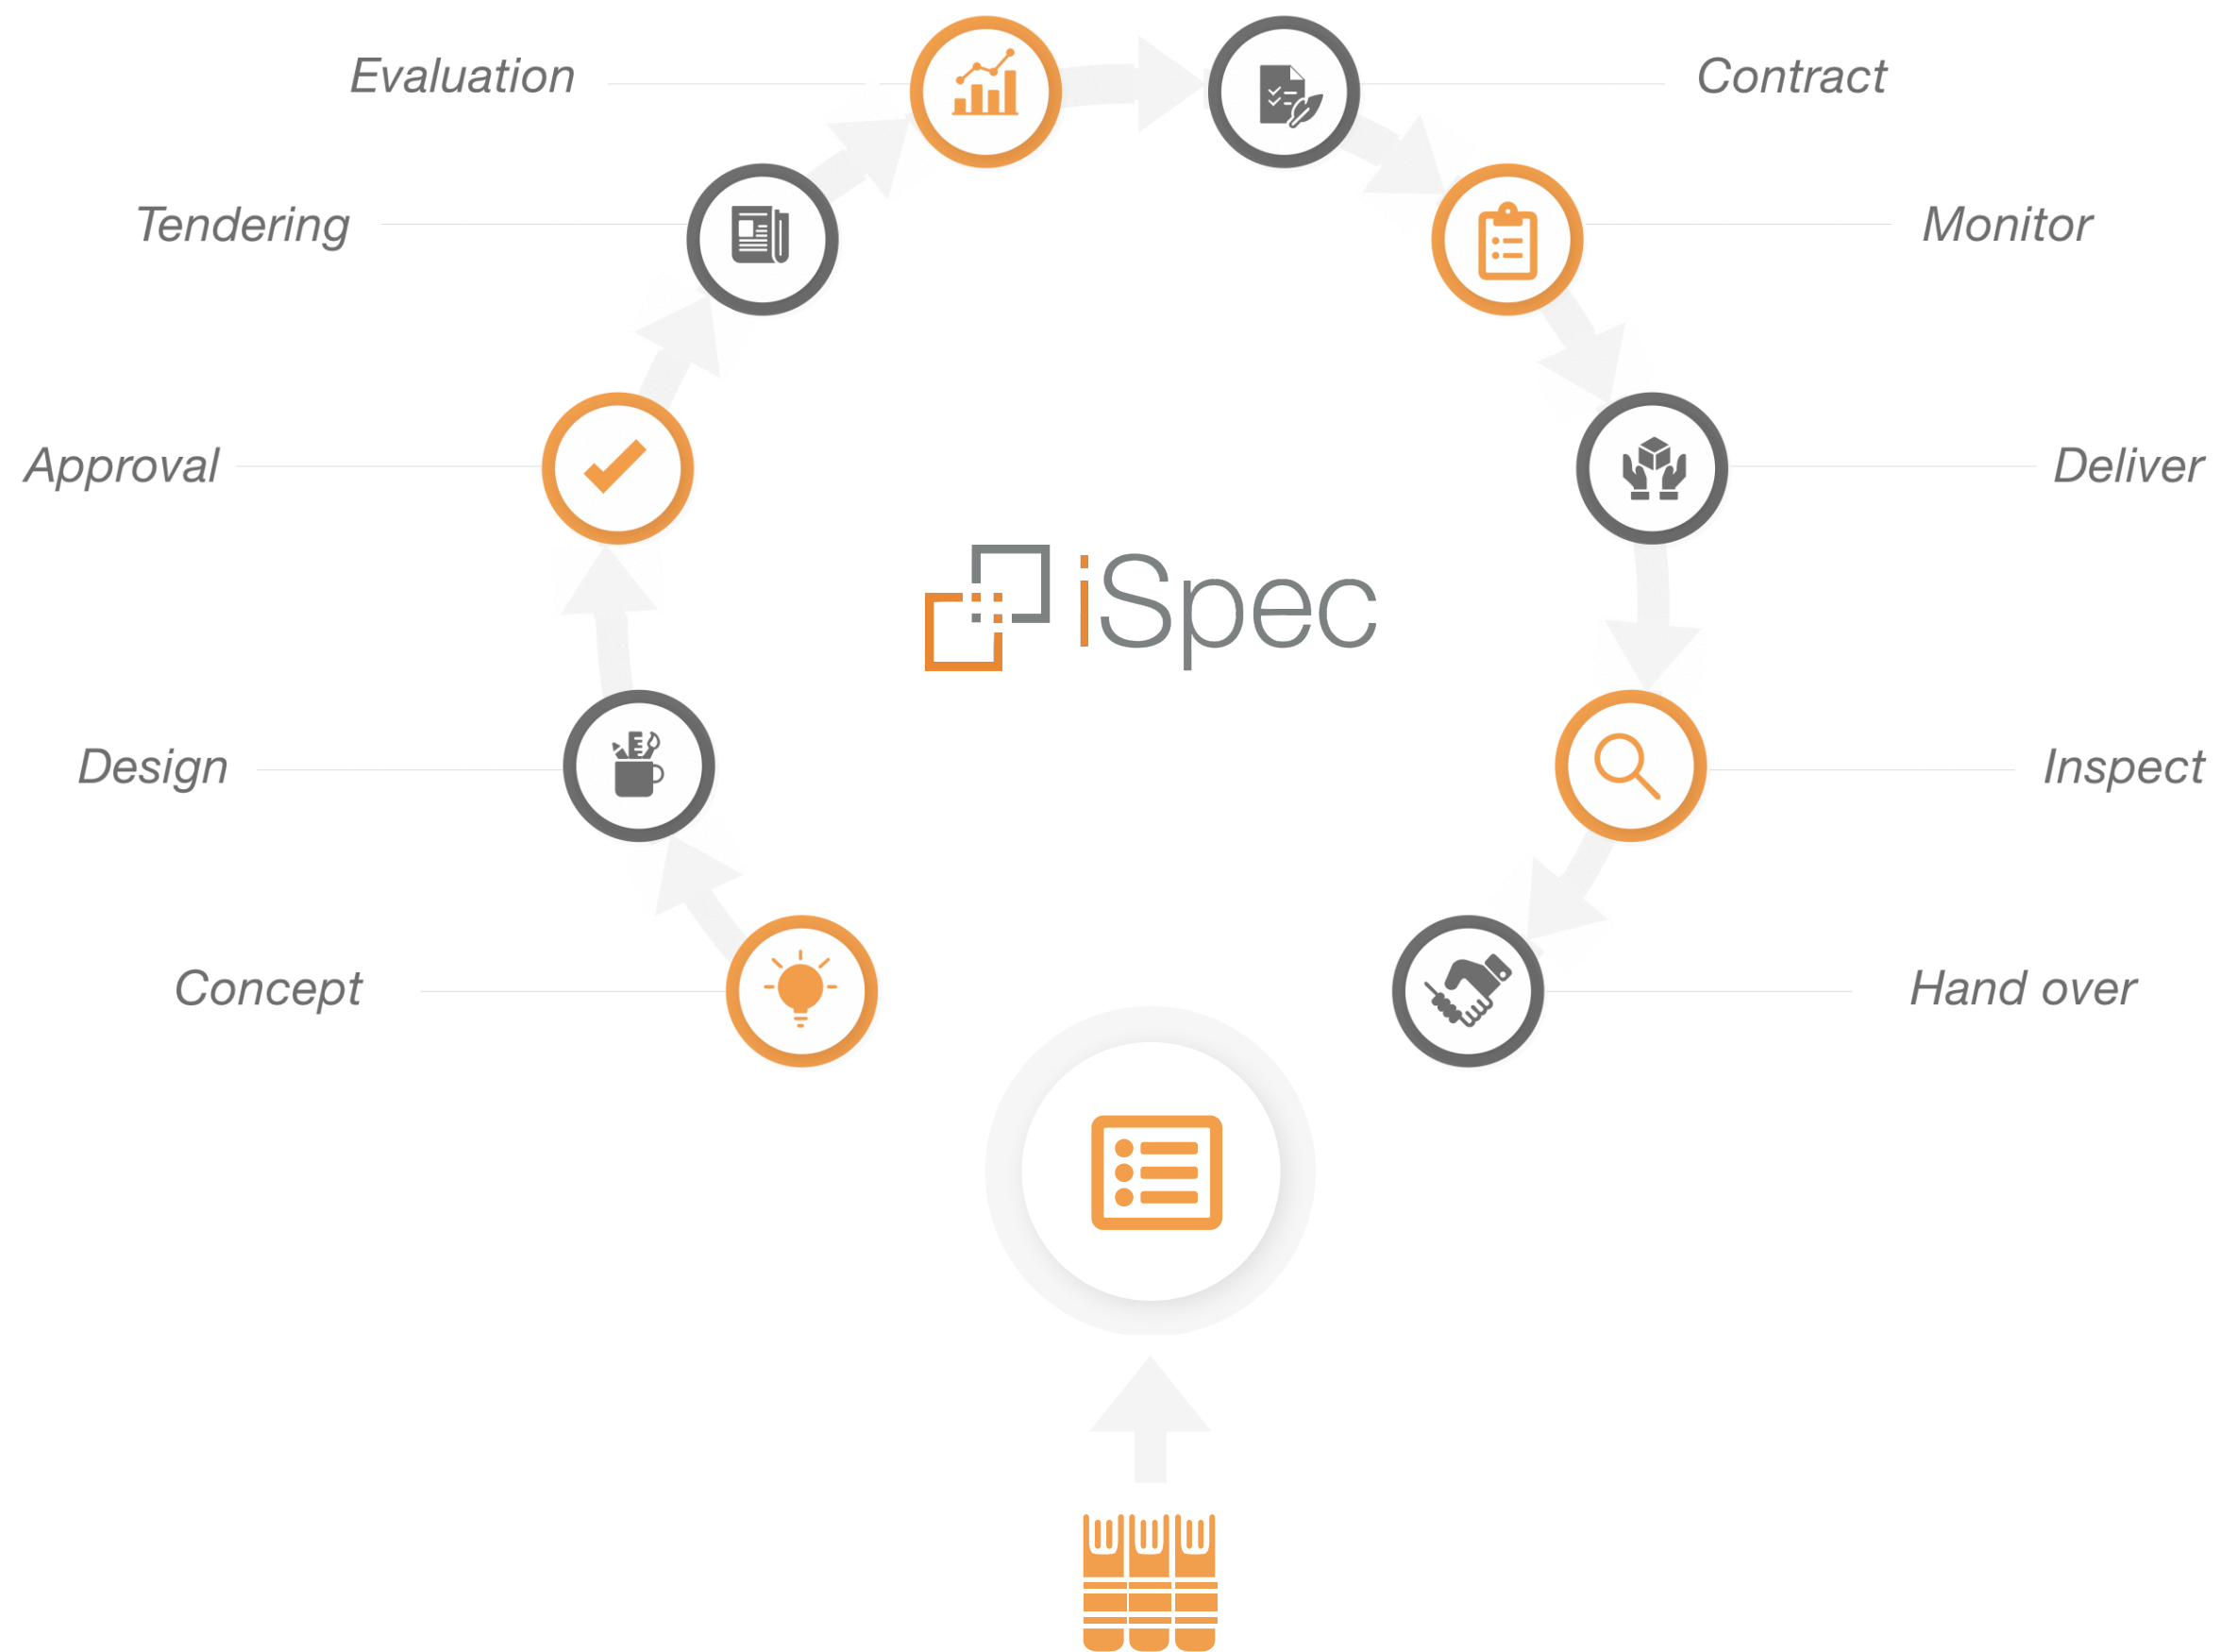 Evaluation
Contract
Tendering
Monitor
Approval
Deliver
iSpec
Design
Inspect
Concept
Hand over